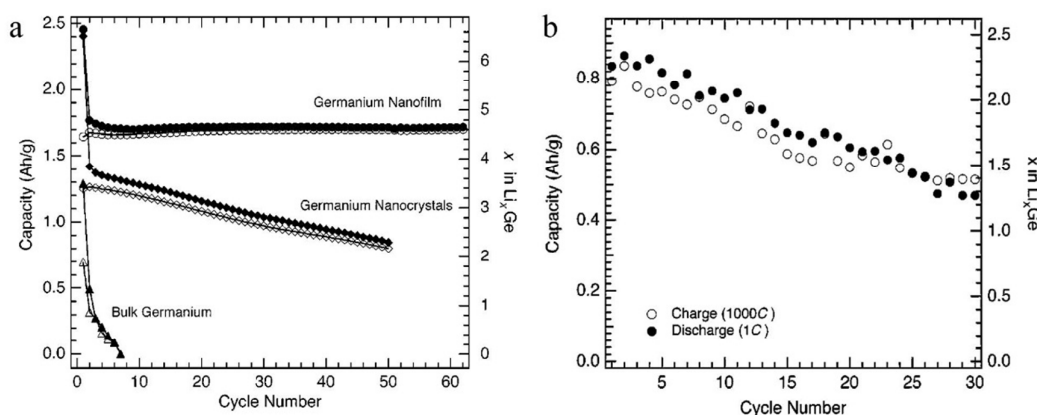 a
2.5
2.0
1.5
1.0
0.5
0.0
Capacity (Ah/g)
0
10
20
30
40
50
60
Cycle Number
6
5
4
3
2
1
0
x in LiₓGe
Germanium Nanofilm
Germanium Nanocrystals
Bulk Germanium
b
0.8
0.6
0.4
0.2
0.0
Capacity (Ah/g)
5
10
15
20
25
30
Cycle Number
2.5
2.0
1.5
1.0
0.5
0.0
x in LiₓGe
Charge (1000C)
Discharge (1C)